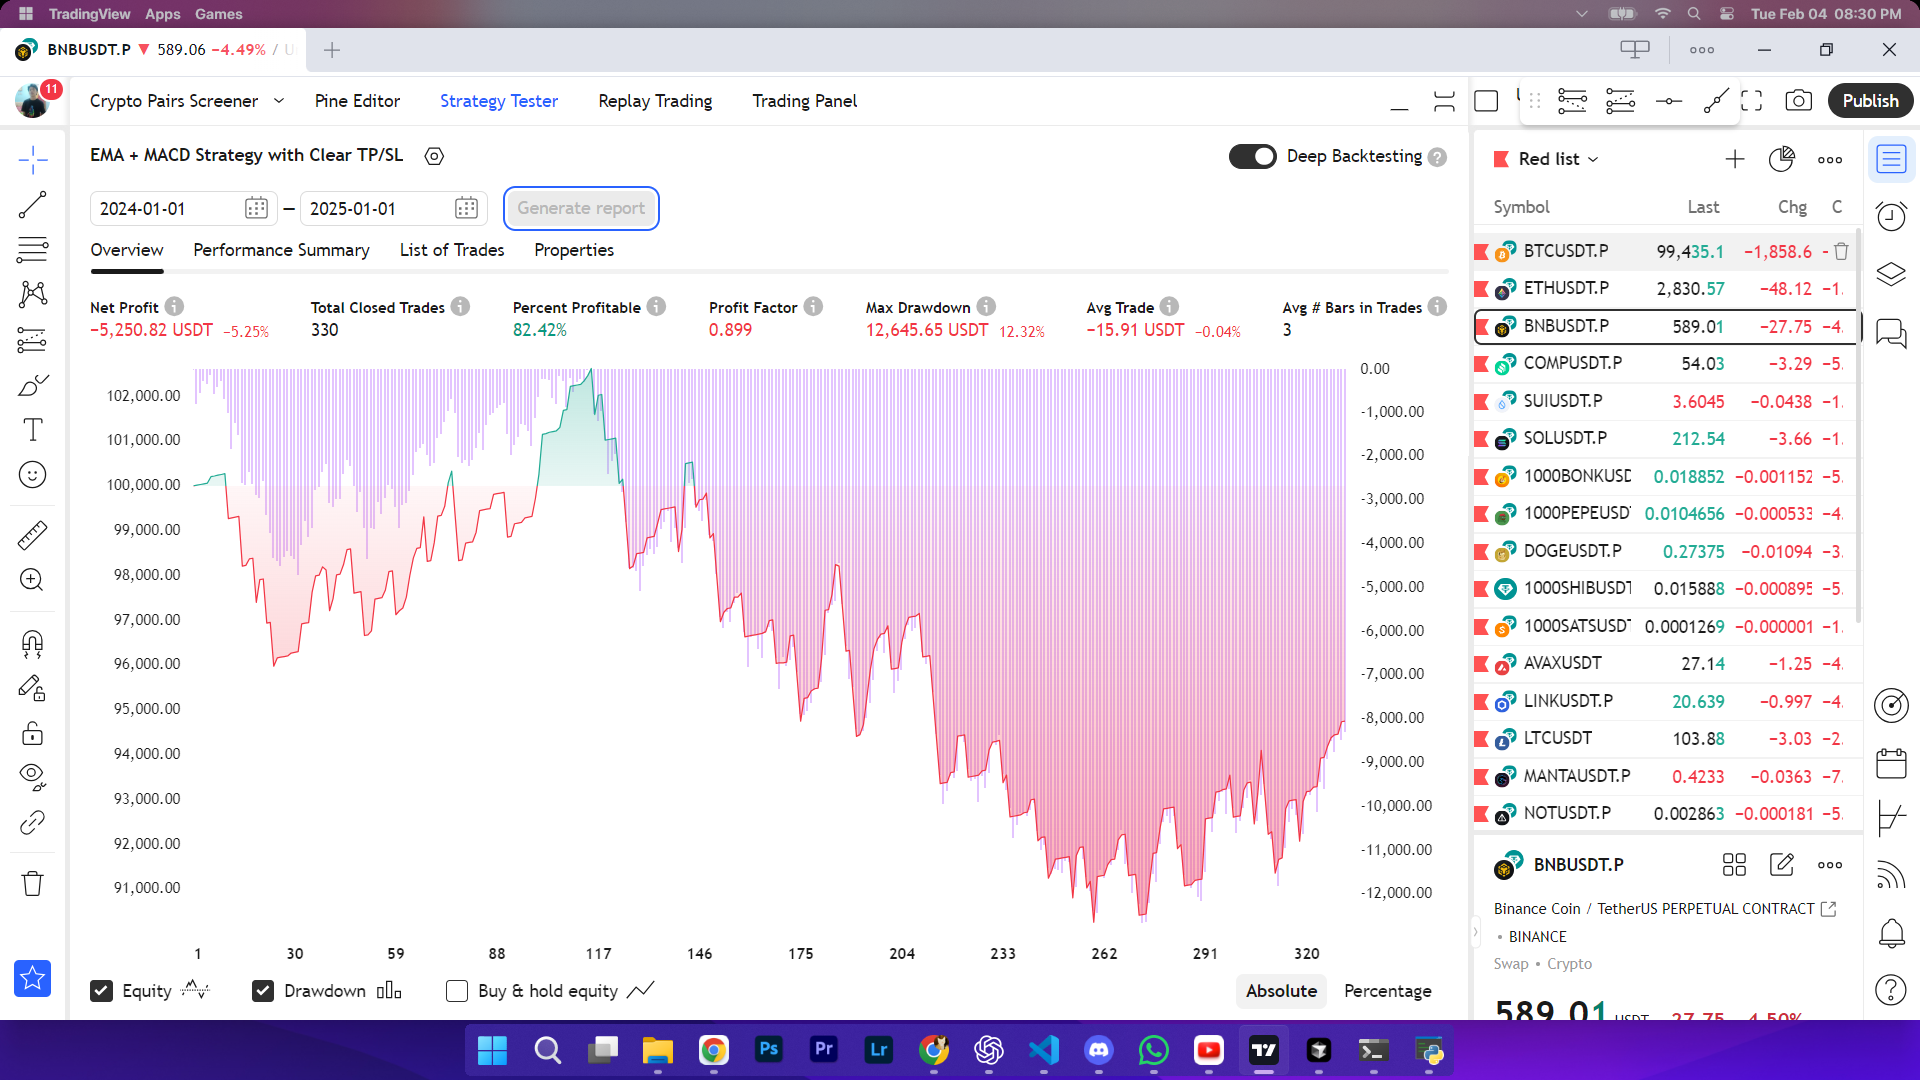 TradingView Apps Games
Tue Feb 04 08:30 PM
BNBUSDT.P ▼ 589.06 −4.49% / U
11
Crypto Pairs Screener Pine Editor Strategy Tester Replay Trading Trading Panel
Publish
EMA + MACD Strategy with Clear TP/SL
Deep Backtesting
2024-01-01 — 2025-01-01 Generate report
Overview Performance Summary List of Trades Properties
Net Profit Total Closed Trades Percent Profitable Profit Factor Max Drawdown Avg Trade Avg # Bars in Trades
−5,250.82 USDT −5.25% 330 82.42% 0.899 12,645.65 USDT 12.32% −15.91 USDT −0.04% 3
102,000.00
101,000.00
100,000.00
99,000.00
98,000.00
97,000.00
96,000.00
95,000.00
94,000.00
93,000.00
92,000.00
91,000.00
0.00
-1,000.00
-2,000.00
-3,000.00
-4,000.00
-5,000.00
-6,000.00
-7,000.00
-8,000.00
-9,000.00
-10,000.00
-11,000.00
-12,000.00
1 30 59 88 117 146 175 204 233 262 291 320
Equity Drawdown Buy & hold equity Absolute Percentage
Red list
Symbol Last Chg C
BTCUSDT.P 99,435.1 −1,858.6 -
ETHUSDT.P 2,830.57 −48.12 −1.
BNBUSDT.P 589.01 −27.75 −4.
COMPUSDT.P 54.03 −3.29 −5.
SUIUSDT.P 3.6045 −0.0438 −1.
SOLUSDT.P 212.54 −3.66 −1.
1000BONKUSD 0.018852 −0.001152 −5.
1000PEPEUSD 0.0104656 −0.000533 −4.
DOGEUSDT.P 0.27375 −0.01094 −3.
1000SHIBUSDT 0.015888 −0.000895 −5.
1000SATSUSDT 0.0001269 −0.000001 −1.
AVAXUSDT 27.14 −1.25 −4.
LINKUSDT.P 20.639 −0.997 −4.
LTCUSDT 103.88 −3.03 −2.
MANTAUSDT.P 0.4233 −0.0363 −7.
NOTUSDT.P 0.002863 −0.000181 −5.
BNBUSDT.P
Binance Coin / TetherUS PERPETUAL CONTRACT
• BINANCE
Swap • Crypto
589.01 USDT −27.75 −4.50%
Ps Pr Lr